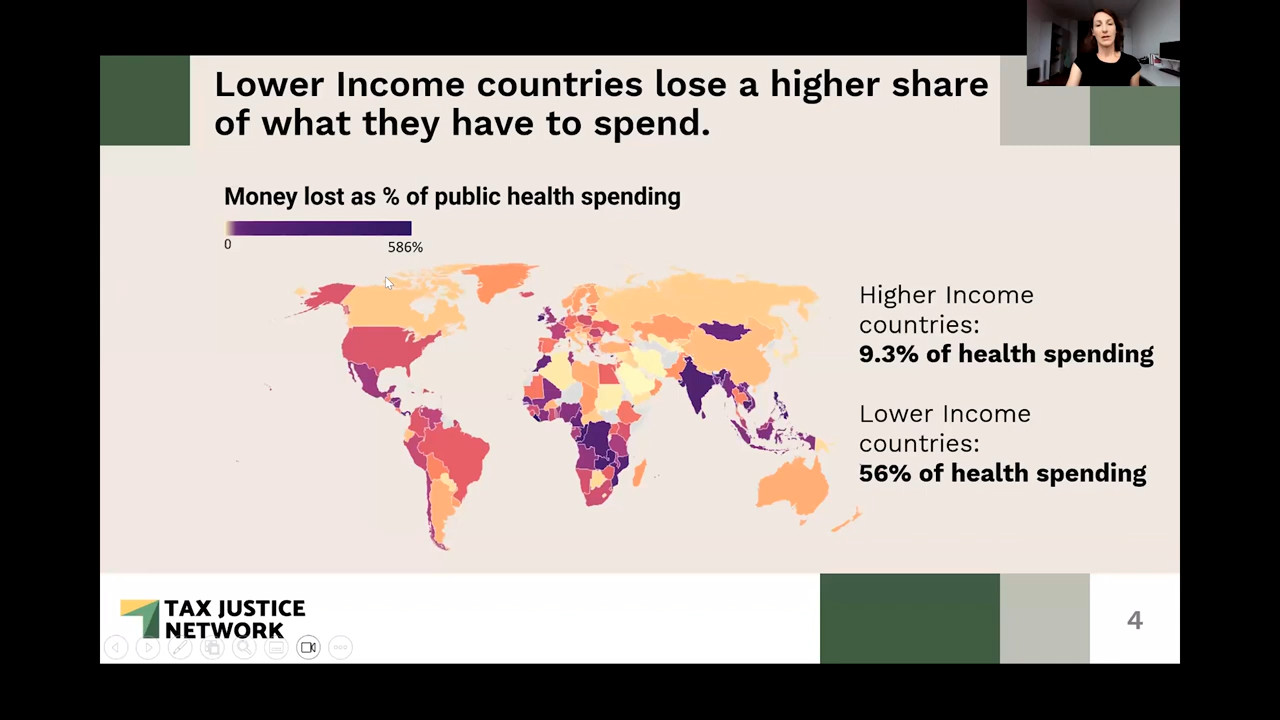 Lower Income countries lose a higher share
of what they have to spend.
Money lost as % of public health spending
0
586%
Higher Income
countries:
9.3% of health spending
Lower Income
countries:
56% of health spending
TAX JUSTICE
NETWORK
4